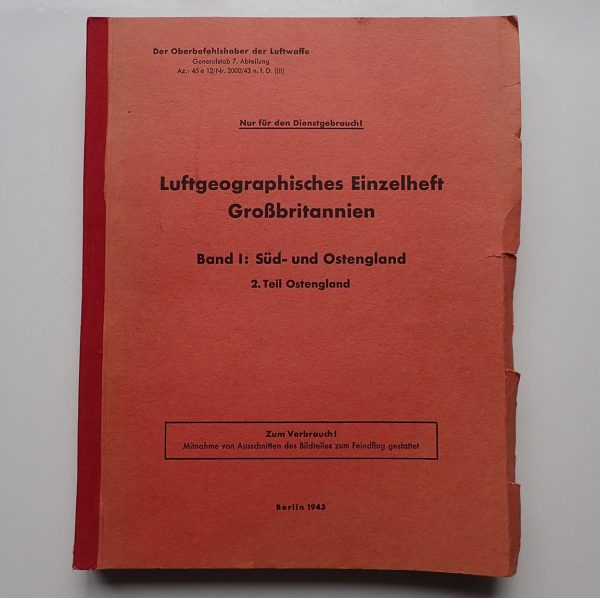 Der Oberbefehlshaber der Luftwaffe
Generalstab 7. Abteilung
Az.: 45 e 12/Nr. 2000/43 n. f. D. (III)
Nur für den Dienstgebrauch!
Luftgeographisches Einzelheft
Großbritannien
Band I: Süd- und Ostengland
2. Teil Ostengland
Zum Verbrauch!
Mitnahme von Ausschnitten des Bildteiles zum Feindflug gestattet
Berlin 1943